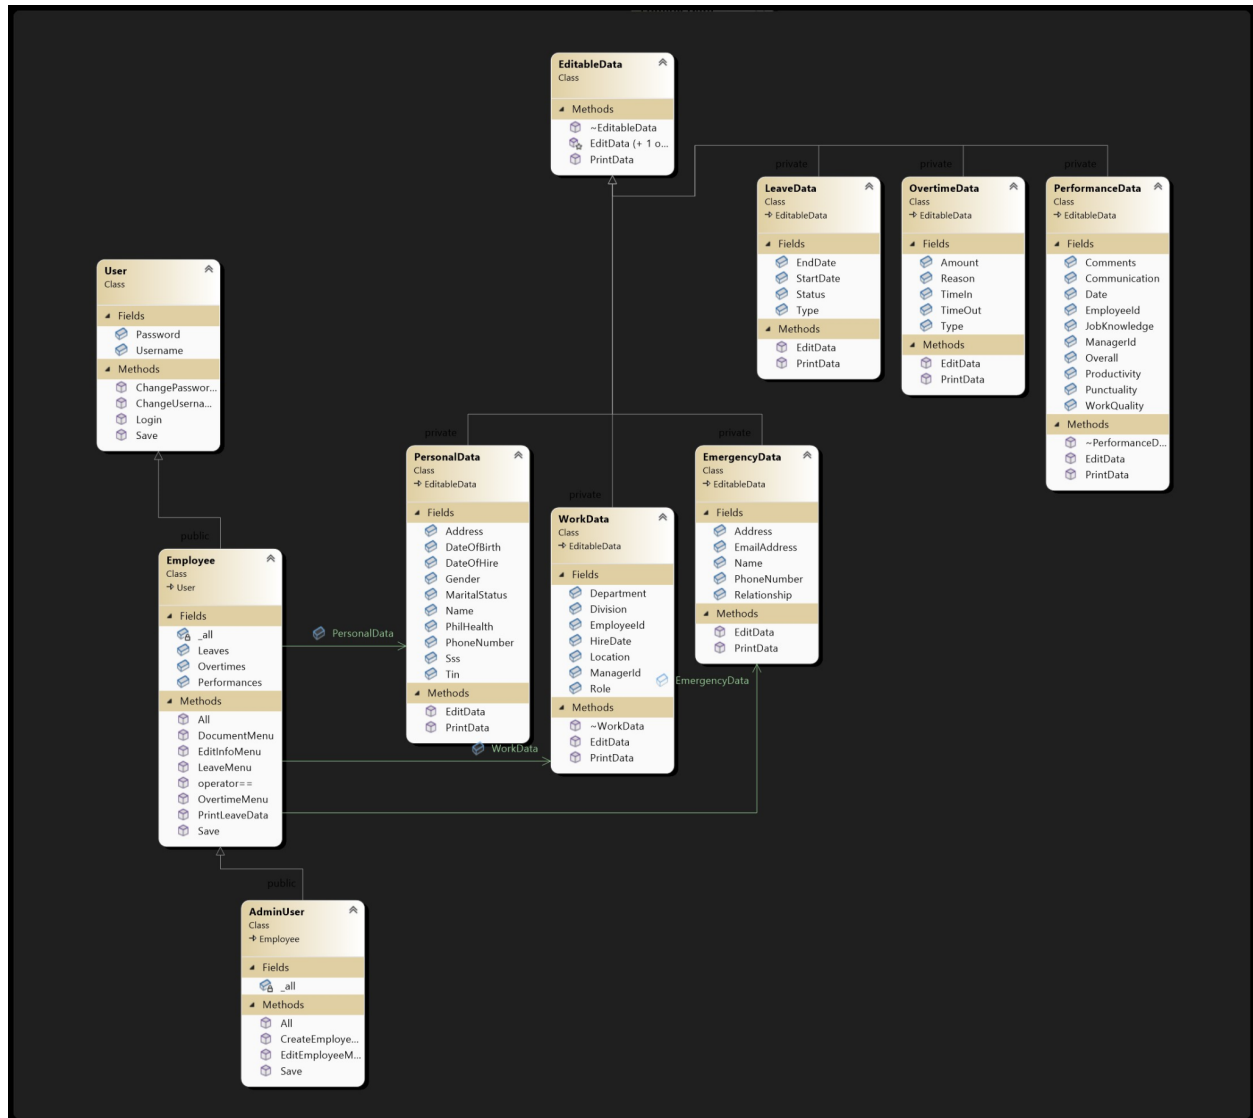 EditableData
Class
Methods
~EditableData
EditData (+ 1 o...
PrintData
private
private
private
LeaveData
Class
EditableData
Fields
EndDate
StartDate
Status
Type
Methods
EditData
PrintData
OvertimeData
Class
EditableData
Fields
Amount
Reason
TimeIn
TimeOut
Type
Methods
EditData
PrintData
PerformanceData
Class
EditableData
Fields
Comments
Communication
Date
EmployeeId
JobKnowledge
ManagerId
Overall
Productivity
Punctuality
WorkQuality
Methods
~PerformanceD...
EditData
PrintData
User
Class
Fields
Password
Username
Methods
ChangePasswor...
ChangeUserna...
Login
Save
private
private
private
PersonalData
Class
EditableData
Fields
Address
DateOfBirth
DateOfHire
Gender
MaritalStatus
Name
PhilHealth
PhoneNumber
Sss
Tin
Methods
EditData
PrintData
WorkData
Class
EditableData
Fields
Department
Division
EmployeeId
HireDate
Location
ManagerId
Role
Methods
~WorkData
EditData
PrintData
EmergencyData
Class
EditableData
Fields
Address
EmailAddress
Name
PhoneNumber
Relationship
Methods
EditData
PrintData
public
Employee
Class
User
Fields
_all
Leaves
Overtimes
Performances
Methods
All
DocumentMenu
EditInfoMenu
LeaveMenu
operator==
OvertimeMenu
PrintLeaveData
Save
PersonalData
WorkData
EmergencyData
public
AdminUser
Class
Employee
Fields
_all
Methods
All
CreateEmploye...
EditEmployeeM...
Save